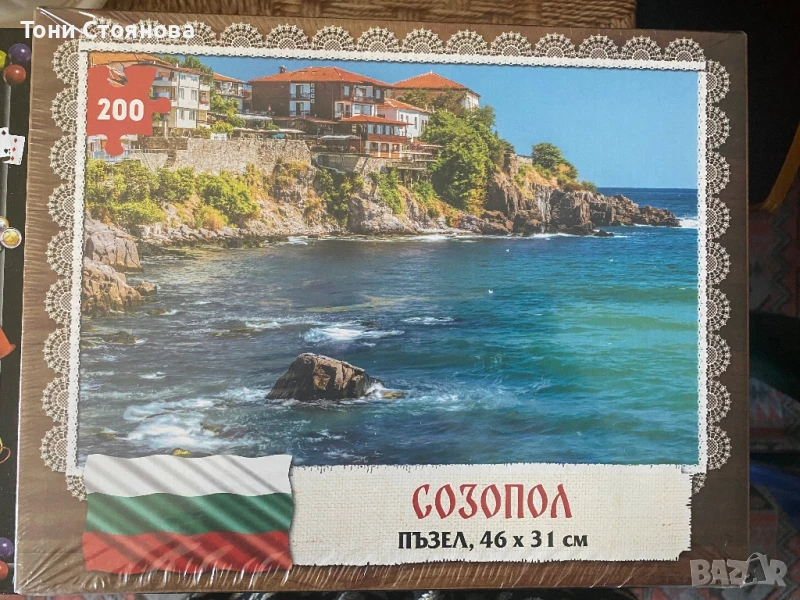 Тони Стоянова
200
СОЗОПОЛ
ПЪЗЕЛ, 46 x 31 см
BAZAR